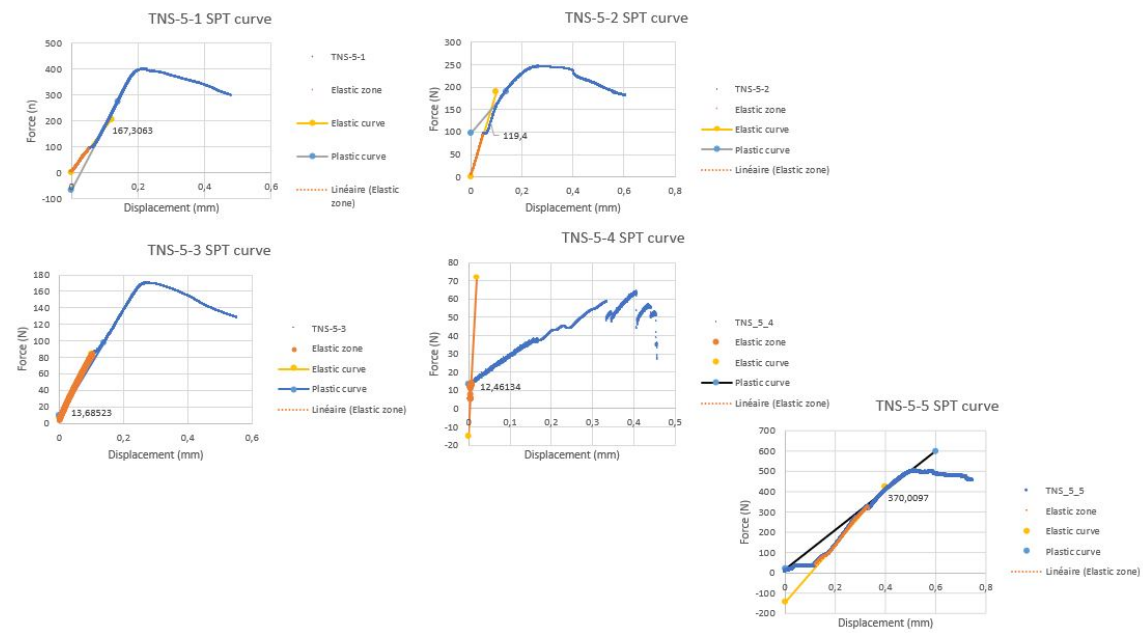 TNS-5-1 SPT curve
500
400
300
200
100
0
-100
0
0,2
0,4
0,6
Force (n)
Displacement (mm)
167,3063
TNS-5-1
Elastic zone
Elastic curve
Plastic curve
Linéaire (Elastic
zone)
TNS-5-2 SPT curve
300
250
200
150
100
50
0
0
0,2
0,4
0,6
0,8
Force (N)
Displacement (mm)
119,4
TNS-5-2
Elastic zone
Elastic curve
Plastic curve
Linéaire (Elastic zone)
TNS-5-3 SPT curve
180
160
140
120
100
80
60
40
20
0
0
0,2
0,4
0,6
Force (N)
Displacement (mm)
13,68523
TNS-5-3
Elastic zone
Elastic curve
Plastic curve
Linéaire (Elastic zone)
TNS-5-4 SPT curve
80
70
60
50
40
30
20
10
0
-10
-20
0
0,1
0,2
0,3
0,4
0,5
Force (N)
Displacement (mm)
12,46134
TNS_5_4
Elastic zone
Elastic curve
Plastic curve
Linéaire (Elastic zone)
TNS-5-5 SPT curve
700
600
500
400
300
200
100
0
-100
-200
0
0,2
0,4
0,6
0,8
Force (N)
Displacement (mm)
370,0097
TNS_5_5
Elastic zone
Elastic curve
Plastic curve
Linéaire (Elastic zone)